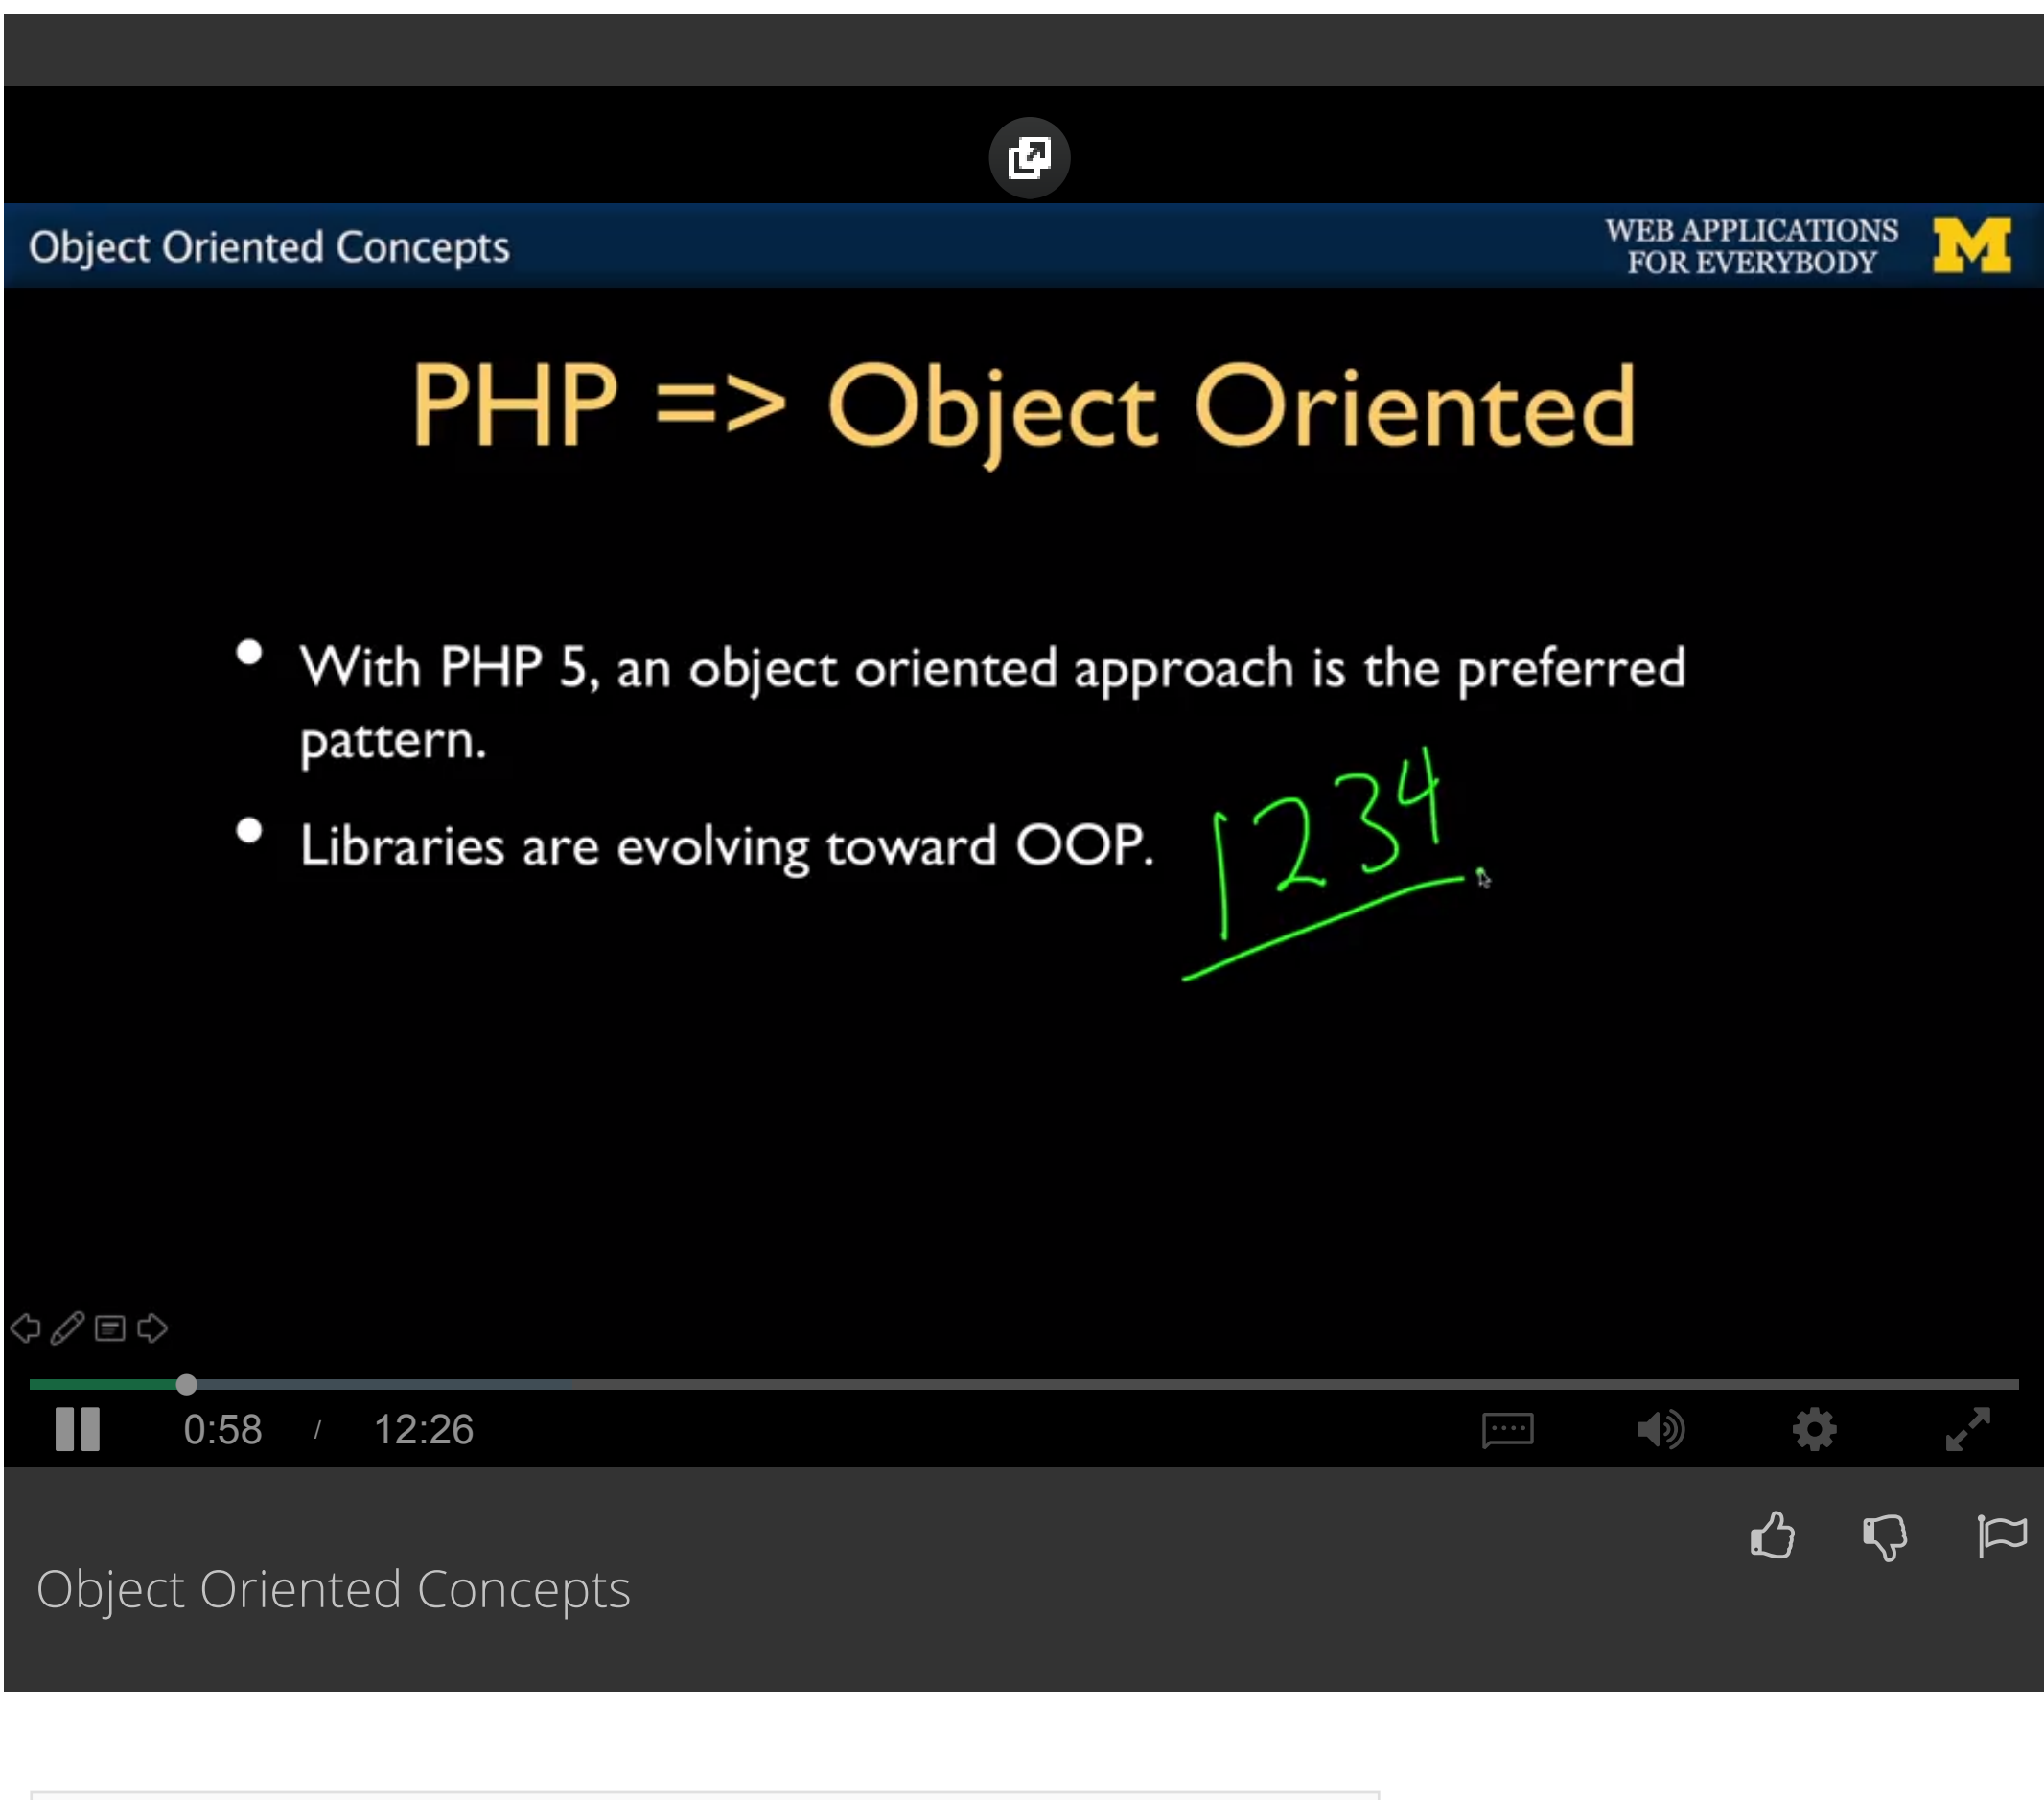 Object Oriented Concepts
WEB APPLICATIONS
FOR EVERYBODY
M
PHP => Object Oriented
• With PHP 5, an object oriented approach is the preferred
pattern.
• Libraries are evolving toward OOP.
1234.
0:58 / 12:26
Object Oriented Concepts